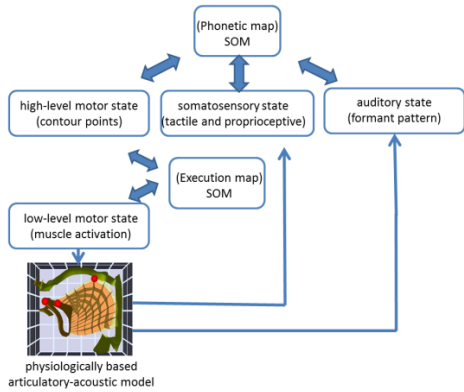 (Phonetic map)
SOM
high-level motor state
(contour points)
somatosensory state
(tactile and proprioceptive)
auditory state
(formant pattern)
(Execution map)
SOM
low-level motor state
(muscle activation)
physiologically based
articulatory-acoustic model